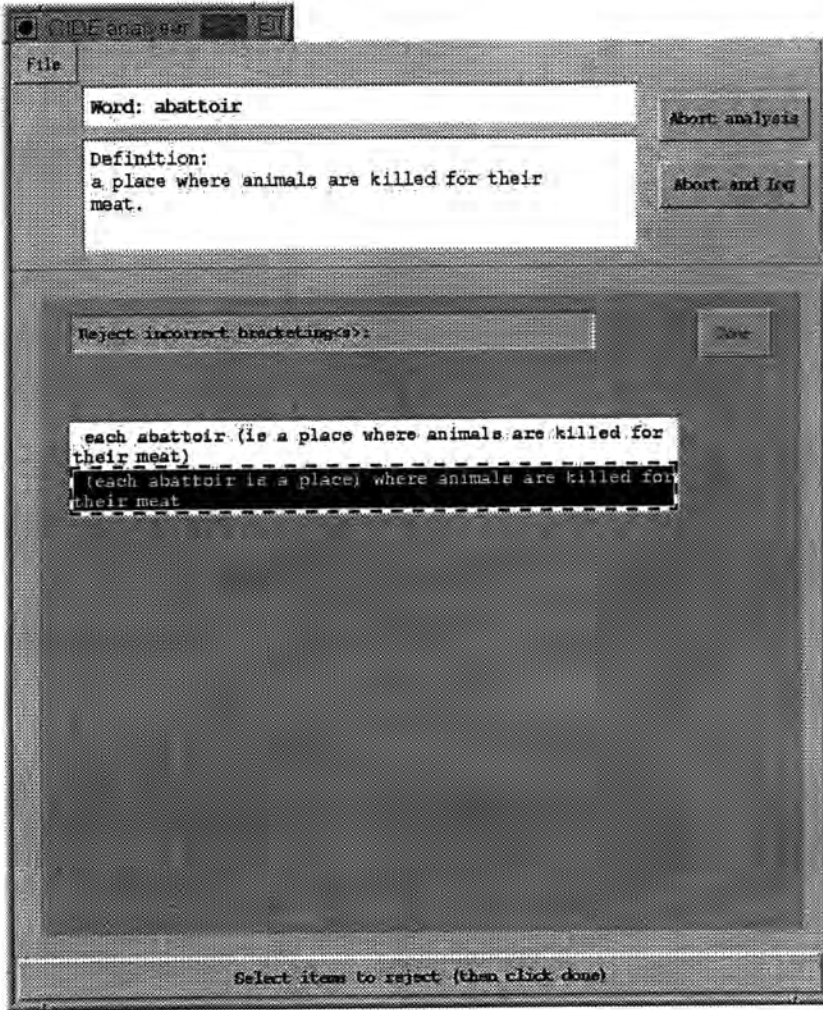 CIDE analyser
File
Word: abattoir
Abort analysis
Definition:
a place where animals are killed for their
meat.
Abort and log
Reject incorrect bracketing(s):
Done
each abattoir (is a place where animals are killed for
their meat)
(each abattoir is a place) where animals are killed for
their meat
Select items to reject (then click done)